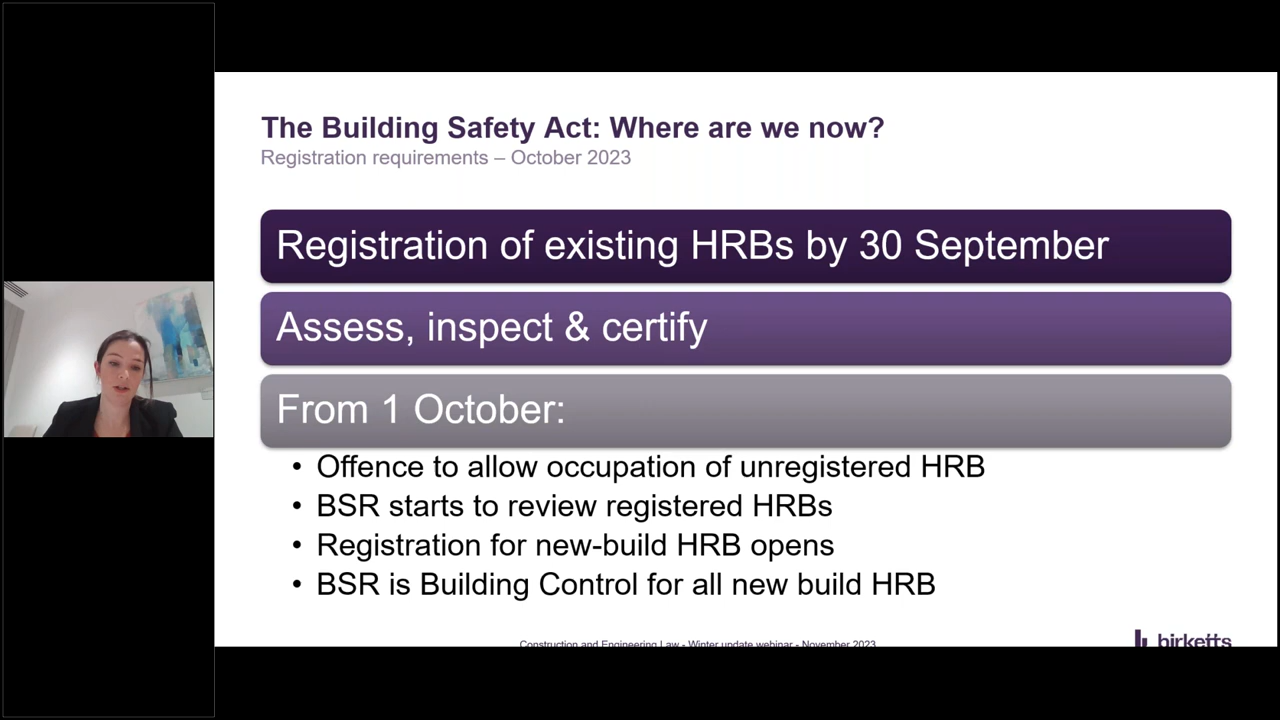 The Building Safety Act: Where are we now?
Registration requirements – October 2023
Registration of existing HRBs by 30 September
Assess, inspect & certify
From 1 October:
• Offence to allow occupation of unregistered HRB
• BSR starts to review registered HRBs
• Registration for new-build HRB opens
• BSR is Building Control for all new build HRB
Construction and Engineering Law - Winter update webinar - November 2023
birketts